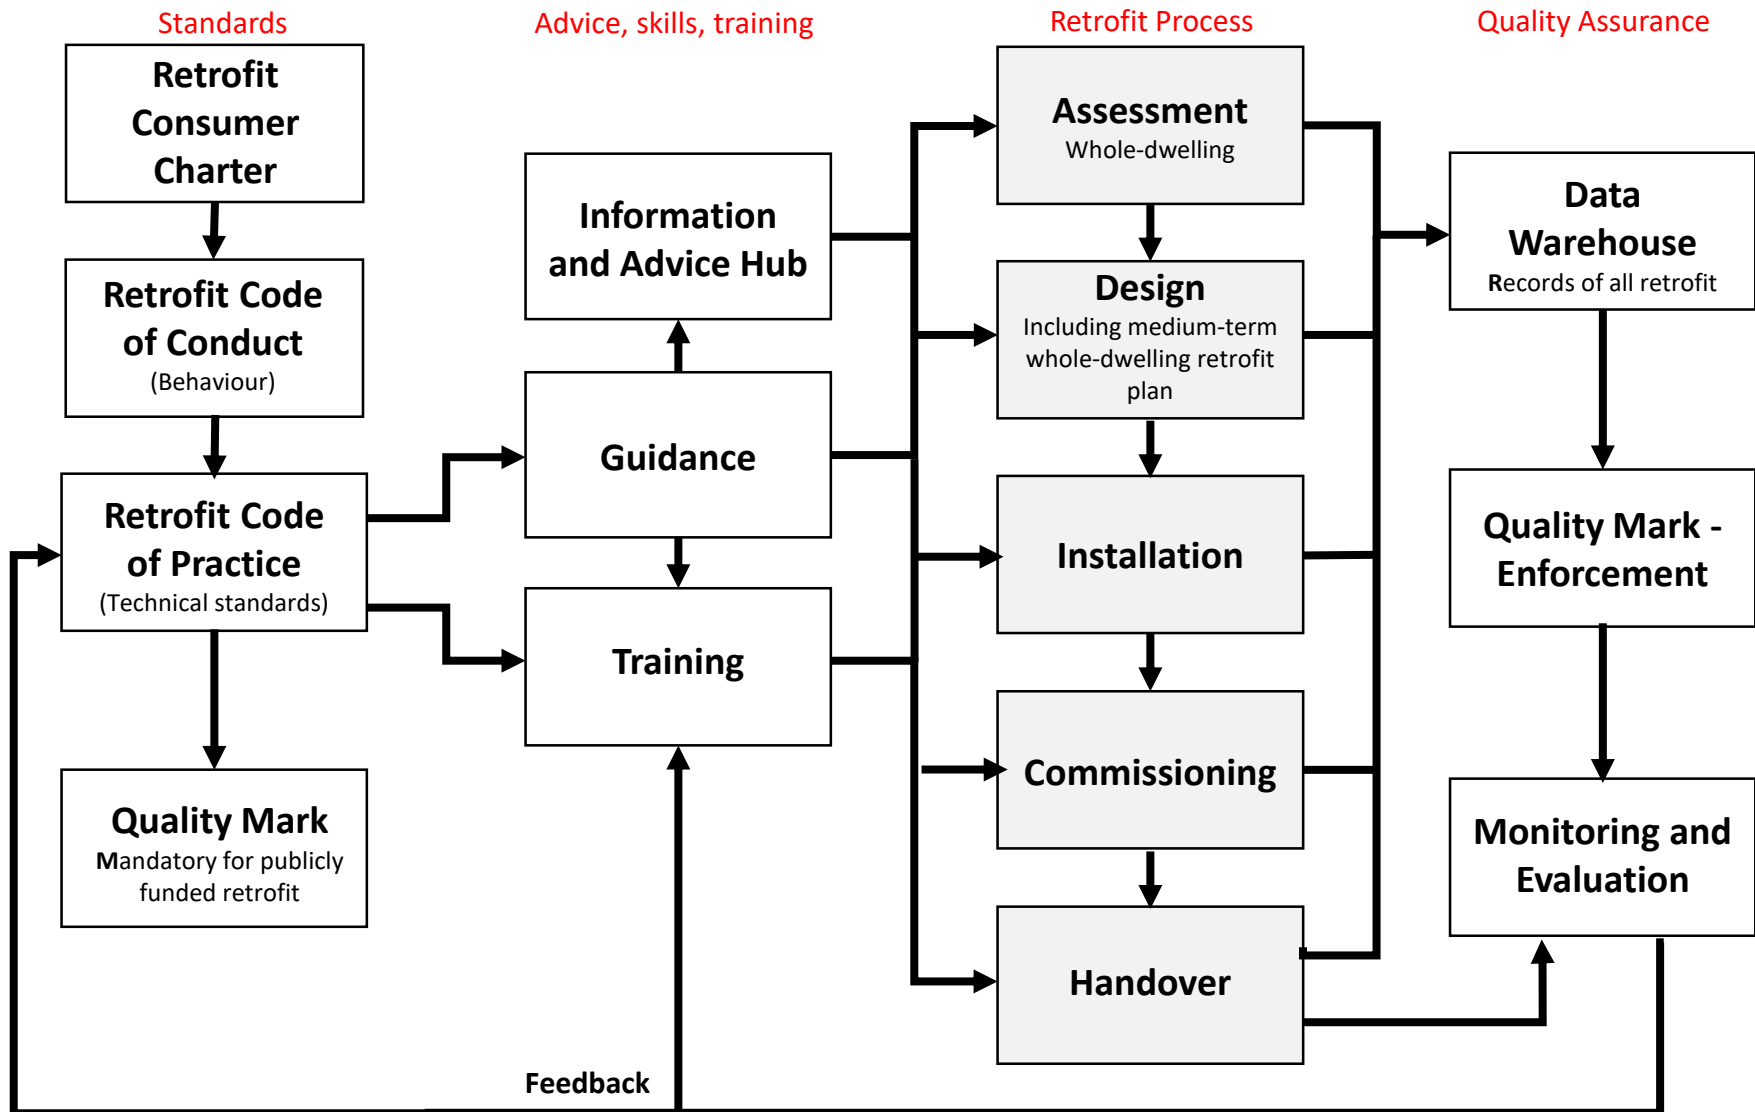 Standards
Retrofit
Consumer
Charter
Retrofit Code
of Conduct
(Behaviour)
Retrofit Code
of Practice
(Technical standards)
Quality Mark
Mandatory for publicly
funded retrofit
Advice, skills, training
Information
and Advice Hub
Guidance
Training
Retrofit Process
Assessment
Whole-dwelling
Design
Including medium-term
whole-dwelling retrofit
plan
Installation
Commissioning
Handover
Quality Assurance
Data
Warehouse
Records of all retrofit
Quality Mark -
Enforcement
Monitoring and
Evaluation
Feedback